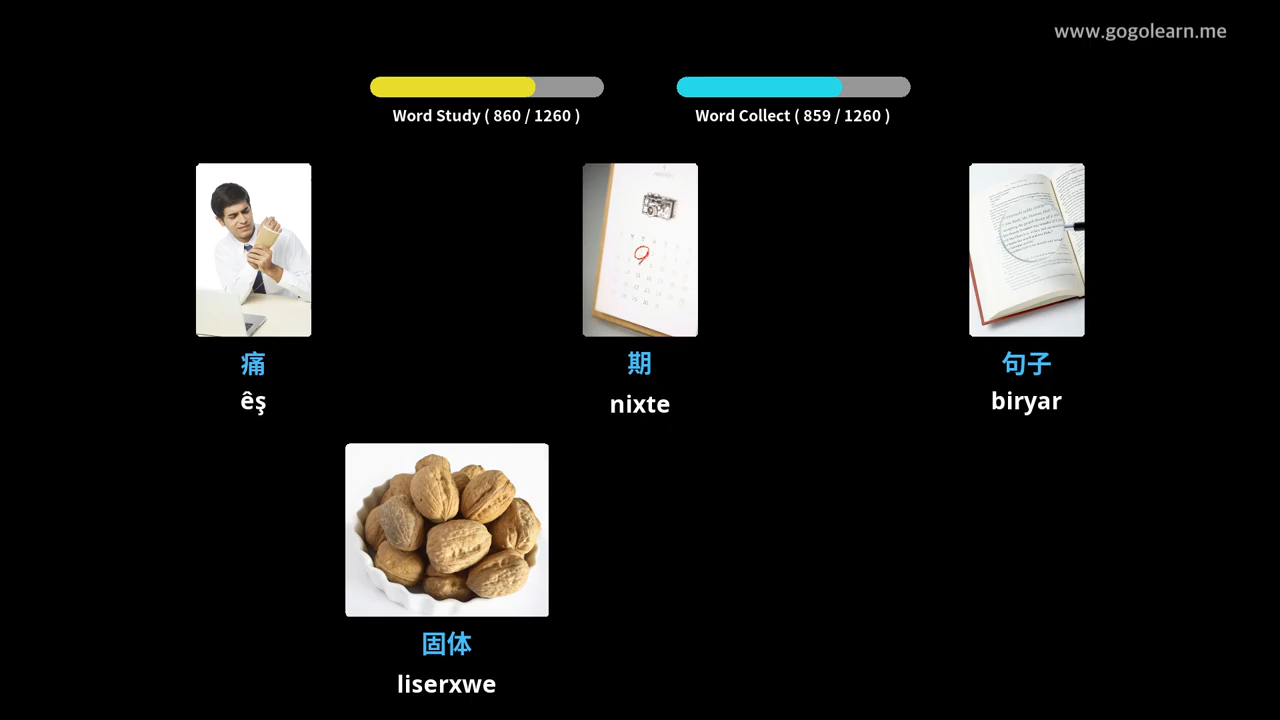 www.gogolearn.me
Word Study ( 860 / 1260 )
Word Collect ( 859 / 1260 )
痛
期
句子
êş
nixte
biryar
固体
liserxwe